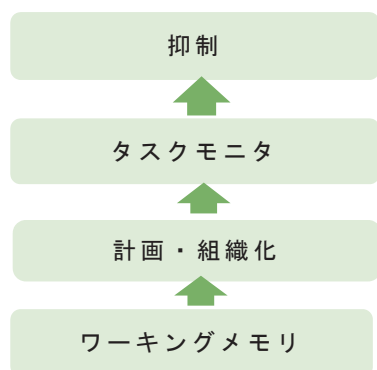 抑制
タスクモニタ
計画・組織化
ワーキングメモリ